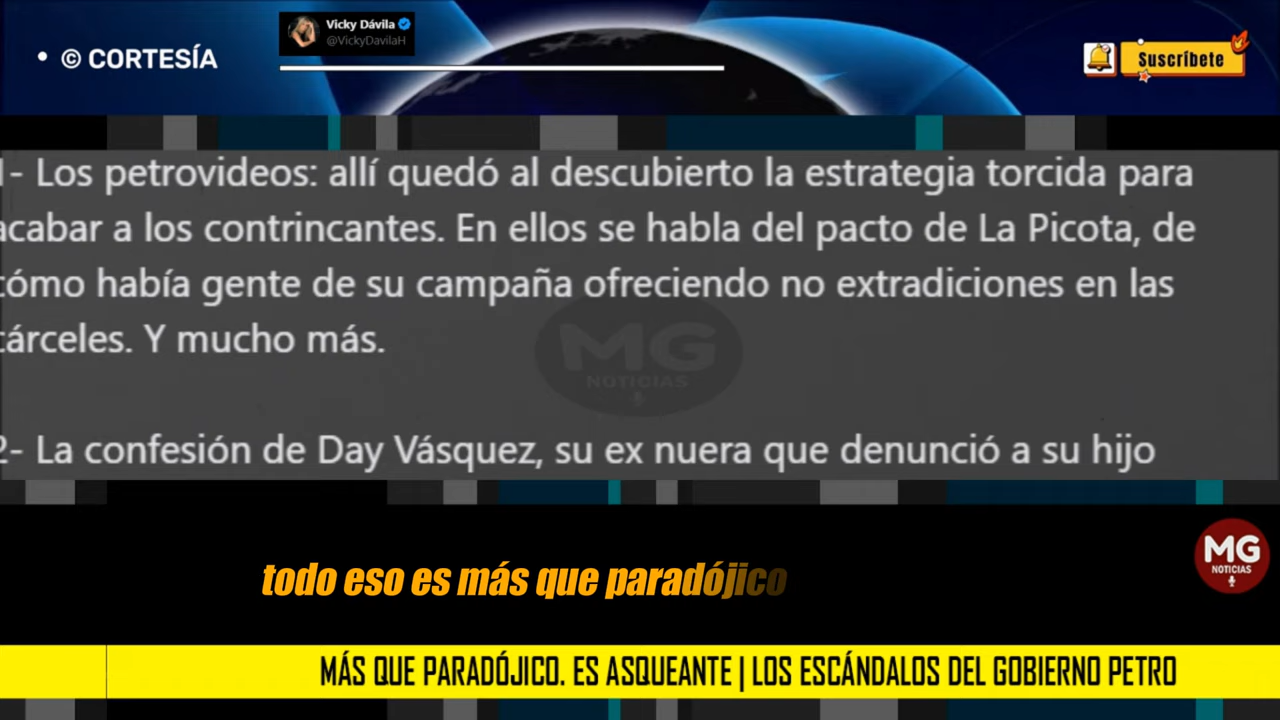 Vicky Dávila
@VickyDavilaH
• © CORTESÍA
Suscríbete
1- Los petrovideos: allí quedó al descubierto la estrategia torcida para
acabar a los contrincantes. En ellos se habla del pacto de La Picota, de
cómo había gente de su campaña ofreciendo no extradiciones en las
cárceles. Y mucho más.
MG
NOTICIAS
2- La confesión de Day Vásquez, su ex nuera que denunció a su hijo
MG
NOTICIAS
todo eso es más que paradójico
MÁS QUE PARADÓJICO. ES ASQUEANTE | LOS ESCÁNDALOS DEL GOBIERNO PETRO